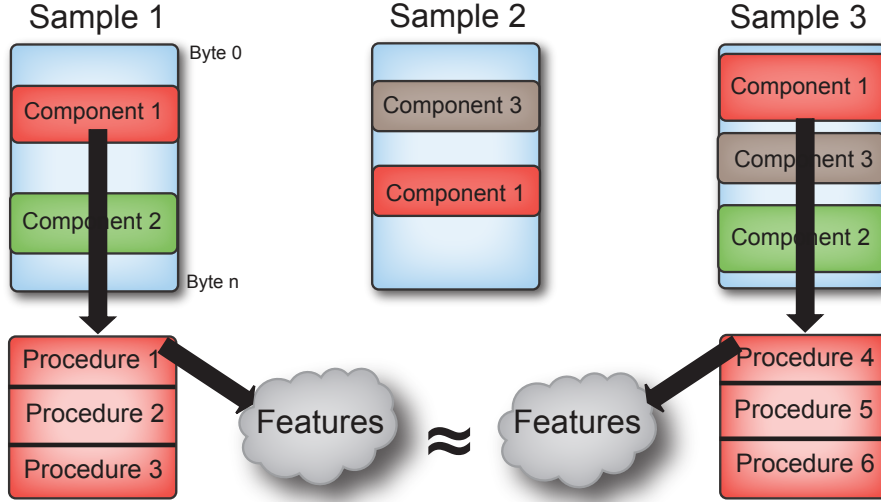 Sample 1
Sample 2
Sample 3
Byte 0
Component 1
Component 2
Byte n
Component 3
Component 1
Component 1
Component 3
Component 2
Procedure 1
Procedure 2
Procedure 3
Features
≈
Features
Procedure 4
Procedure 5
Procedure 6